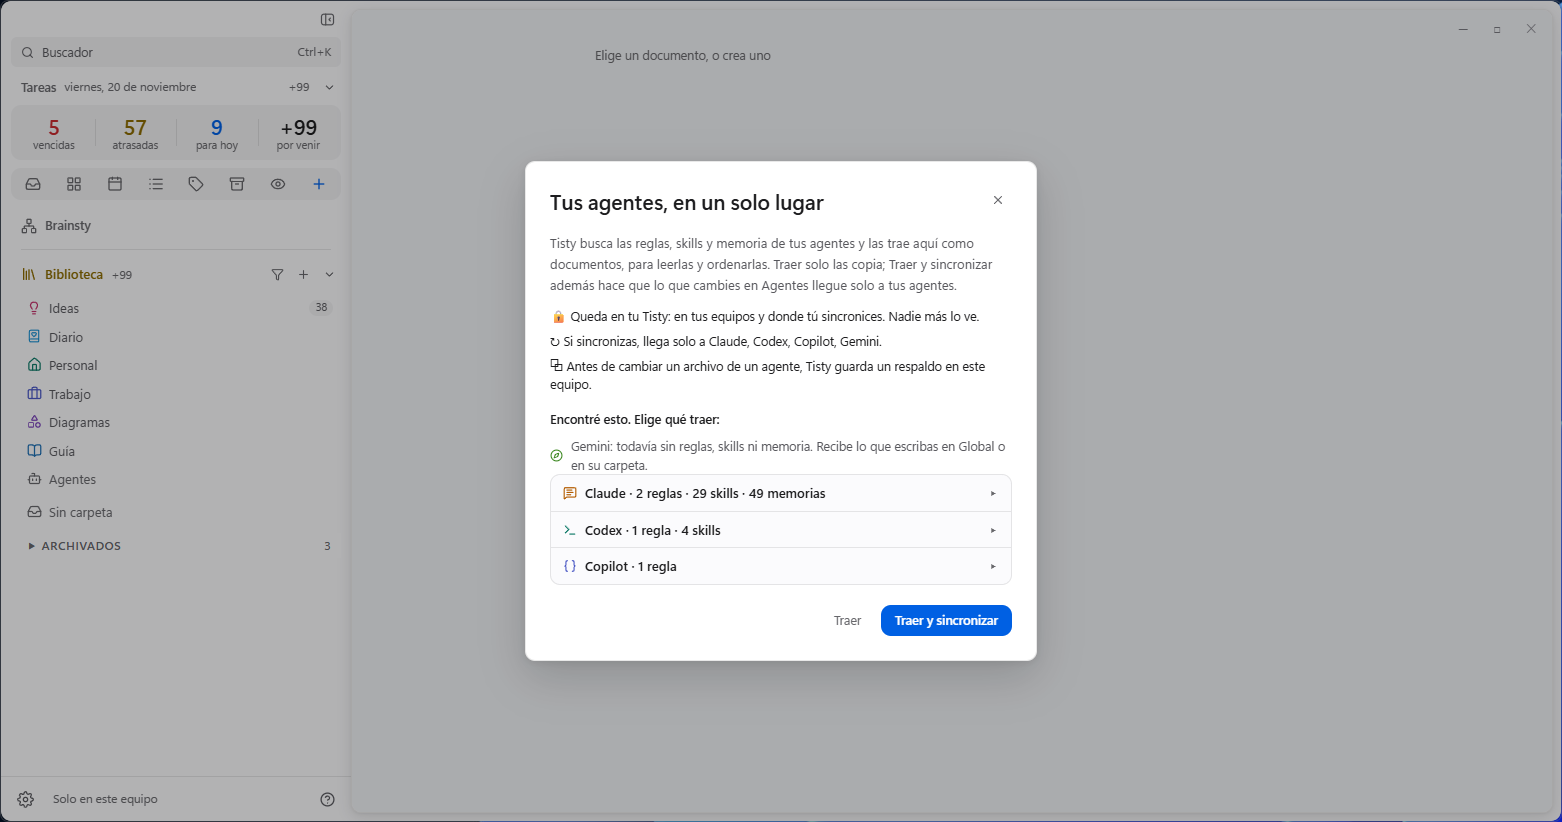 Buscador
Ctrl+K
Tareas viernes, 20 de noviembre +99
5 57 9 +99
vencidas atrasadas para hoy por venir
Brainsty
Biblioteca +99
Ideas 38
Diario
Personal
Trabajo
Diagramas
Guía
Agentes
Sin carpeta
ARCHIVADOS 3
Solo en este equipo
Elige un documento, o crea uno
Tus agentes, en un solo lugar
Tisty busca las reglas, skills y memoria de tus agentes y las trae aquí como
documentos, para leerlas y ordenarlas. Traer solo las copia; Traer y sincronizar
además hace que lo que cambies en Agentes llegue solo a tus agentes.
Queda en tu Tisty: en tus equipos y donde tú sincronices. Nadie más lo ve.
↻ Si sincronizas, llega solo a Claude, Codex, Copilot, Gemini.
Antes de cambiar un archivo de un agente, Tisty guarda un respaldo en este
equipo.
Encontré esto. Elige qué traer:
Gemini: todavía sin reglas, skills ni memoria. Recibe lo que escribas en Global o
en su carpeta.
Claude · 2 reglas · 29 skills · 49 memorias
Codex · 1 regla · 4 skills
Copilot · 1 regla
Traer
Traer y sincronizar